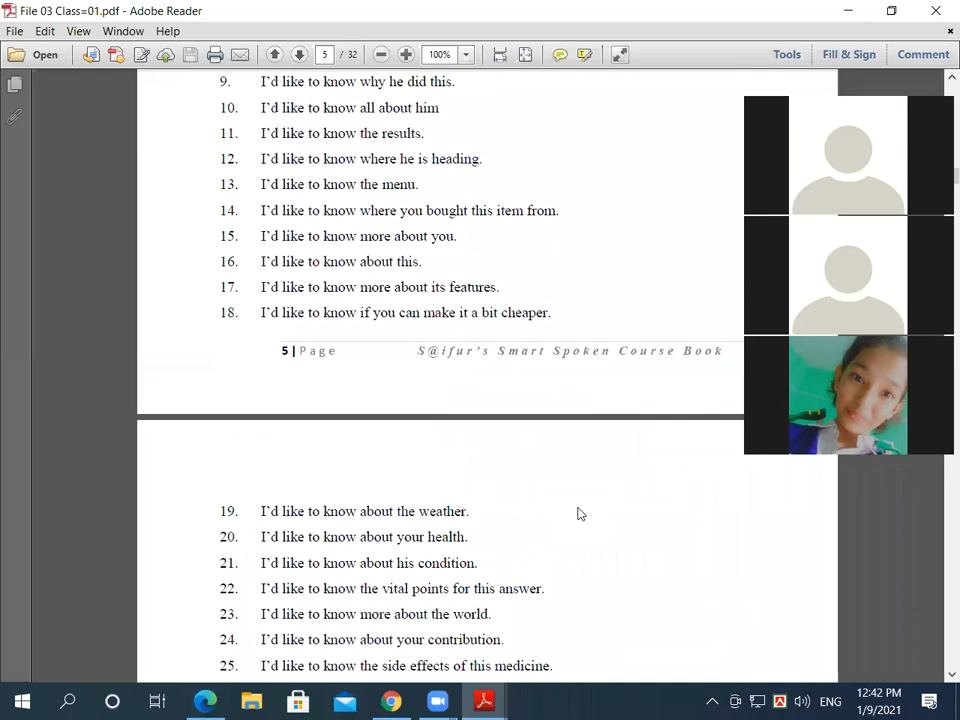 File 03 Class=01.pdf - Adobe Reader
File Edit View Window Help
Open 5 / 32 100% Tools Fill & Sign Comment
9. I'd like to know why he did this.
10. I'd like to know all about him
11. I'd like to know the results.
12. I'd like to know where he is heading.
13. I'd like to know the menu.
14. I'd like to know where you bought this item from.
15. I'd like to know more about you.
16. I'd like to know about this.
17. I'd like to know more about its features.
18. I'd like to know if you can make it a bit cheaper.
5 | Page S@ifur's Smart Spoken Course Book
19. I'd like to know about the weather.
20. I'd like to know about your health.
21. I'd like to know about his condition.
22. I'd like to know the vital points for this answer.
23. I'd like to know more about the world.
24. I'd like to know about your contribution.
25. I'd like to know the side effects of this medicine.
ENG
12:42 PM
1/9/2021